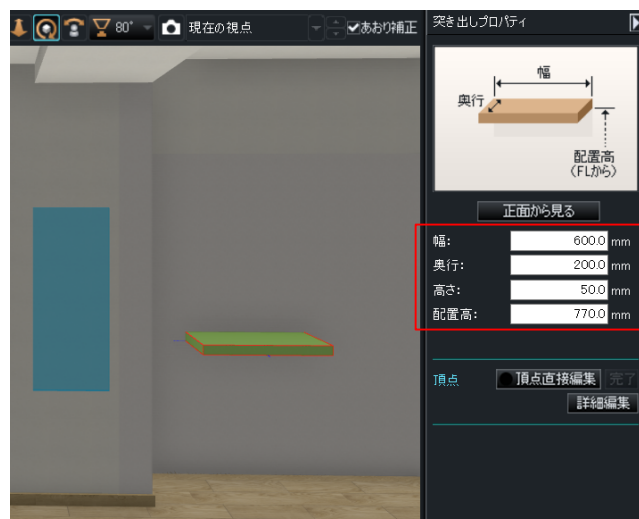 80° 現在の視点 あおり補正
突き出しプロパティ
幅
奥行
配置高
(FLから)
正面から見る
幅: 600.0 mm
奥行: 200.0 mm
高さ: 50.0 mm
配置高: 770.0 mm
頂点 頂点直接編集 完了
詳細編集